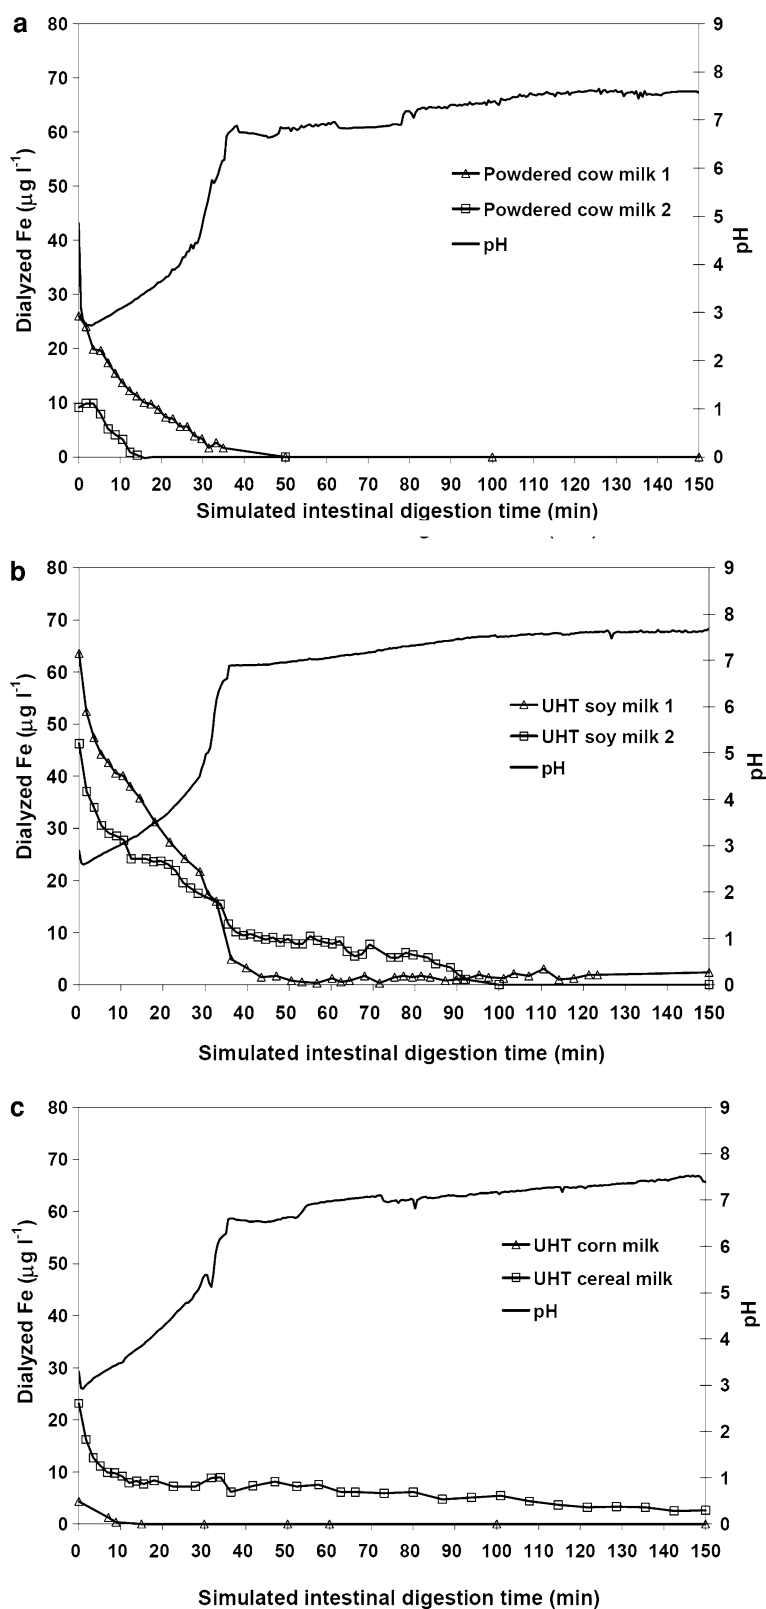 a
80 9
70 8
60 7
50 6
40 5
30 4
20 3
10 2
0 1
0
Dialyzed Fe (µg l-1)
pH
Powdered cow milk 1
Powdered cow milk 2
pH
0 10 20 30 40 50 60 70 80 90 100 110 120 130 140 150
Simulated intestinal digestion time (min)
b
80 9
70 8
60 7
50 6
40 5
30 4
20 3
10 2
0 1
0
Dialyzed Fe (µg l-1)
pH
UHT soy milk 1
UHT soy milk 2
pH
0 10 20 30 40 50 60 70 80 90 100 110 120 130 140 150
Simulated intestinal digestion time (min)
c
80 9
70 8
60 7
50 6
40 5
30 4
20 3
10 2
0 1
0
Dialyzed Fe (µg l-1)
pH
UHT corn milk
UHT cereal milk
pH
0 10 20 30 40 50 60 70 80 90 100 110 120 130 140 150
Simulated intestinal digestion time (min)